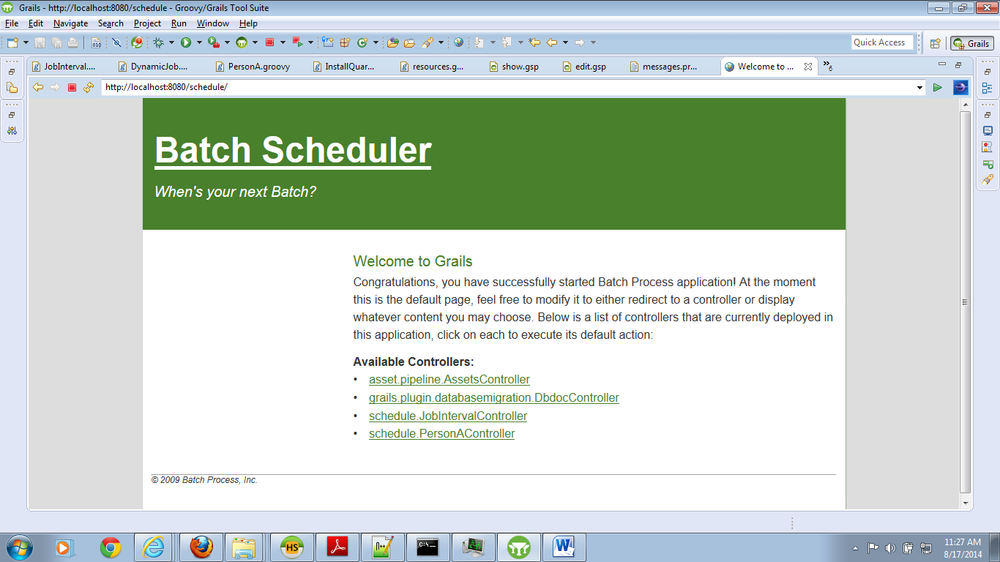 Grails - http://localhost:8080/schedule - Groovy/Grails Tool Suite
File Edit Navigate Search Project Run Window Help
Quick Access
Grails
JobInterval.... DynamicJob.... PersonA.groovy InstallQuar... resources.g... show.gsp edit.gsp messages.pr... Welcome to ... »6
http://localhost:8080/schedule/
Batch Scheduler
When's your next Batch?
Welcome to Grails
Congratulations, you have successfully started Batch Process application! At the moment
this is the default page, feel free to modify it to either redirect to a controller or display
whatever content you may choose. Below is a list of controllers that are currently deployed in
this application, click on each to execute its default action:
Available Controllers:
• asset.pipeline.AssetsController
• grails.plugin.databasemigration.DbdocController
• schedule.JobIntervalController
• schedule.PersonAController
© 2009 Batch Process, Inc.
HS
11:27 AM
8/17/2014